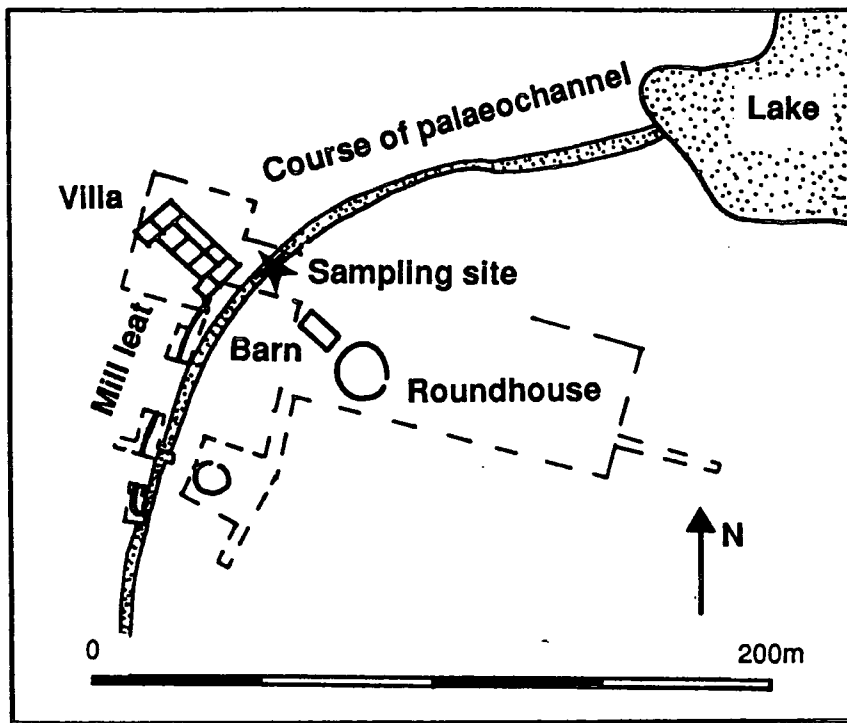 Lake
Course of palaeochannel
Villa
Sampling site
Mill leat
Barn
Roundhouse
N
0
200m